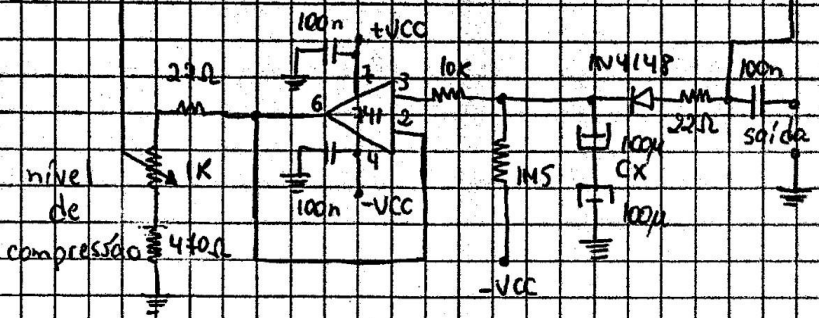 100n
+VCC
27Ω
7
3
10K
1N4148
100n
6
741
2
22Ω
saída
100µ
CX
1M5
4
1K
nível
de
compressão
100n
-VCC
100µ
470Ω
-VCC